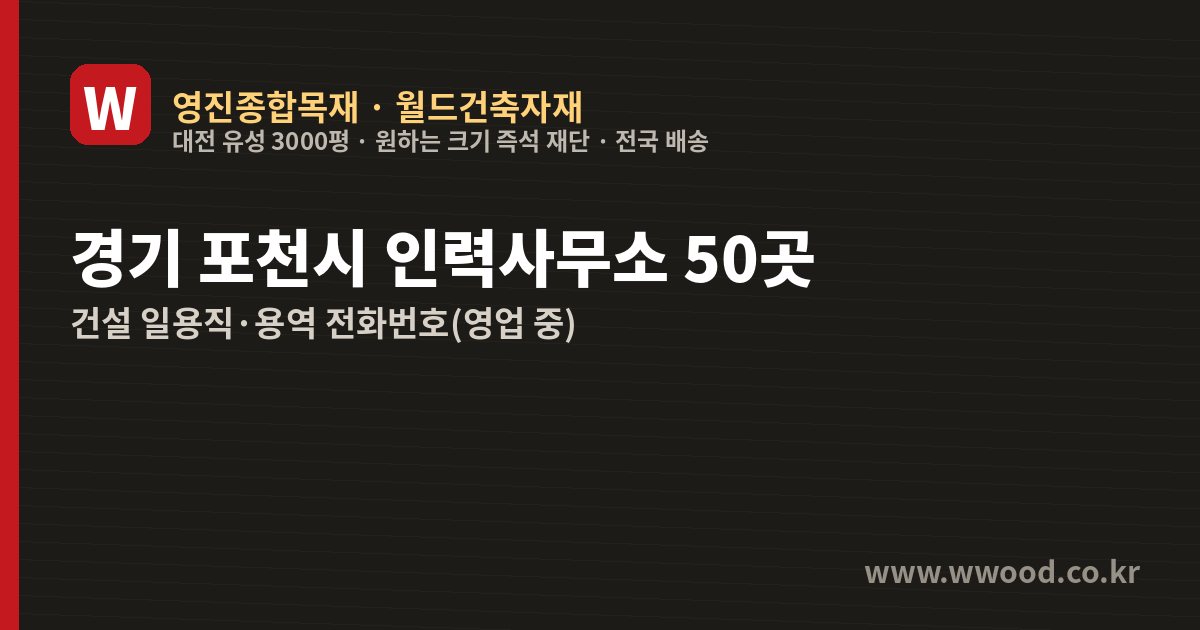 W
영진종합목재 · 월드건축자재
대전 유성 3000평 · 원하는 크기 즉석 재단 · 전국 배송
경기 포천시 인력사무소 50곳
건설 일용직·용역 전화번호(영업 중)
www.wwood.co.kr